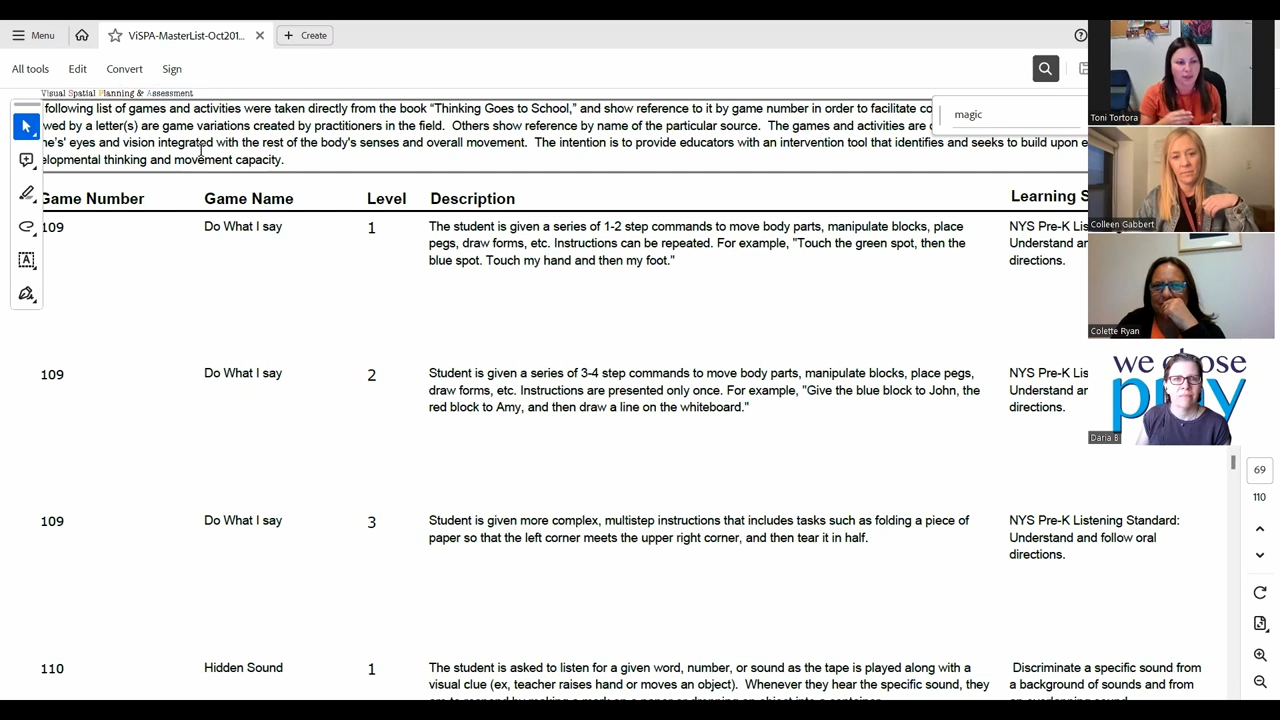 Menu
ViSPA-MasterList-Oct201...
Create
All tools Edit Convert Sign
Visual Spatial Planning & Assessment
following list of games and activities were taken directly from the book “Thinking Goes to School,” and show reference to it by game number in order to facilitate co
wed by a letter(s) are game variations created by practitioners in the field. Others show reference by name of the particular source. The games and activities are
ne's' eyes and vision integrated with the rest of the body's senses and overall movement. The intention is to provide educators with an intervention tool that identifies and seeks to build upon e
elopmental thinking and movement capacity.
magic
Game Number Game Name Level Description Learning S
109 Do What I say 1 The student is given a series of 1-2 step commands to move body parts, manipulate blocks, place NYS Pre-K Lis
pegs, draw forms, etc. Instructions can be repeated. For example, "Touch the green spot, then the Understand an
blue spot. Touch my hand and then my foot." directions.
109 Do What I say 2 Student is given a series of 3-4 step commands to move body parts, manipulate blocks, place pegs, NYS Pre-K Lis
draw forms, etc. Instructions are presented only once. For example, "Give the blue block to John, the Understand an
red block to Amy, and then draw a line on the whiteboard." directions.
109 Do What I say 3 Student is given more complex, multistep instructions that includes tasks such as folding a piece of NYS Pre-K Listening Standard:
paper so that the left corner meets the upper right corner, and then tear it in half. Understand and follow oral
directions.
110 Hidden Sound 1 The student is asked to listen for a given word, number, or sound as the tape is played along with a Discriminate a specific sound from
visual clue (ex, teacher raises hand or moves an object). Whenever they hear the specific sound, they a background of sounds and from
Toni Tortora
Colleen Gabbert
Colette Ryan
we chose
play
Daria B
69
110